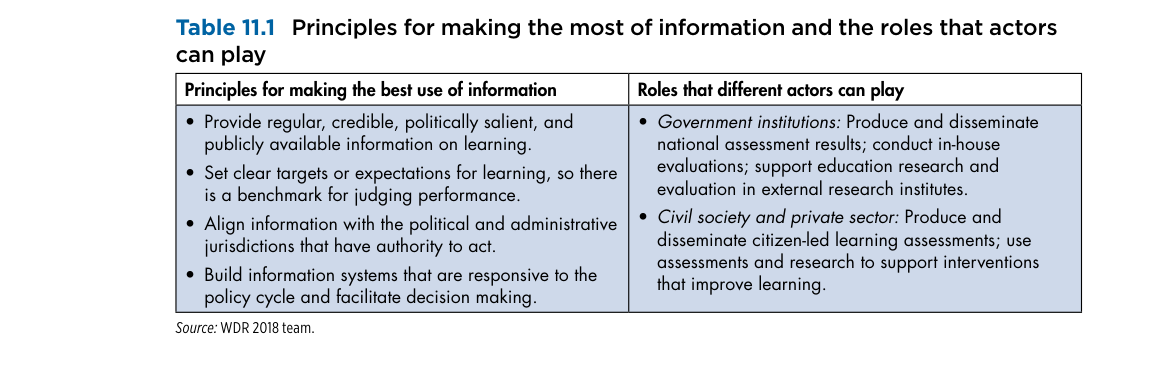 Table 11.1 Principles for making the most of information and the roles that actors
can play
Principles for making the best use of information
• Provide regular, credible, politically salient, and
publicly available information on learning.
• Set clear targets or expectations for learning, so there
is a benchmark for judging performance.
• Align information with the political and administrative
jurisdictions that have authority to act.
• Build information systems that are responsive to the
policy cycle and facilitate decision making.
Roles that different actors can play
• Government institutions: Produce and disseminate
national assessment results; conduct in-house
evaluations; support education research and
evaluation in external research institutes.
• Civil society and private sector: Produce and
disseminate citizen-led learning assessments; use
assessments and research to support interventions
that improve learning.
Source: WDR 2018 team.